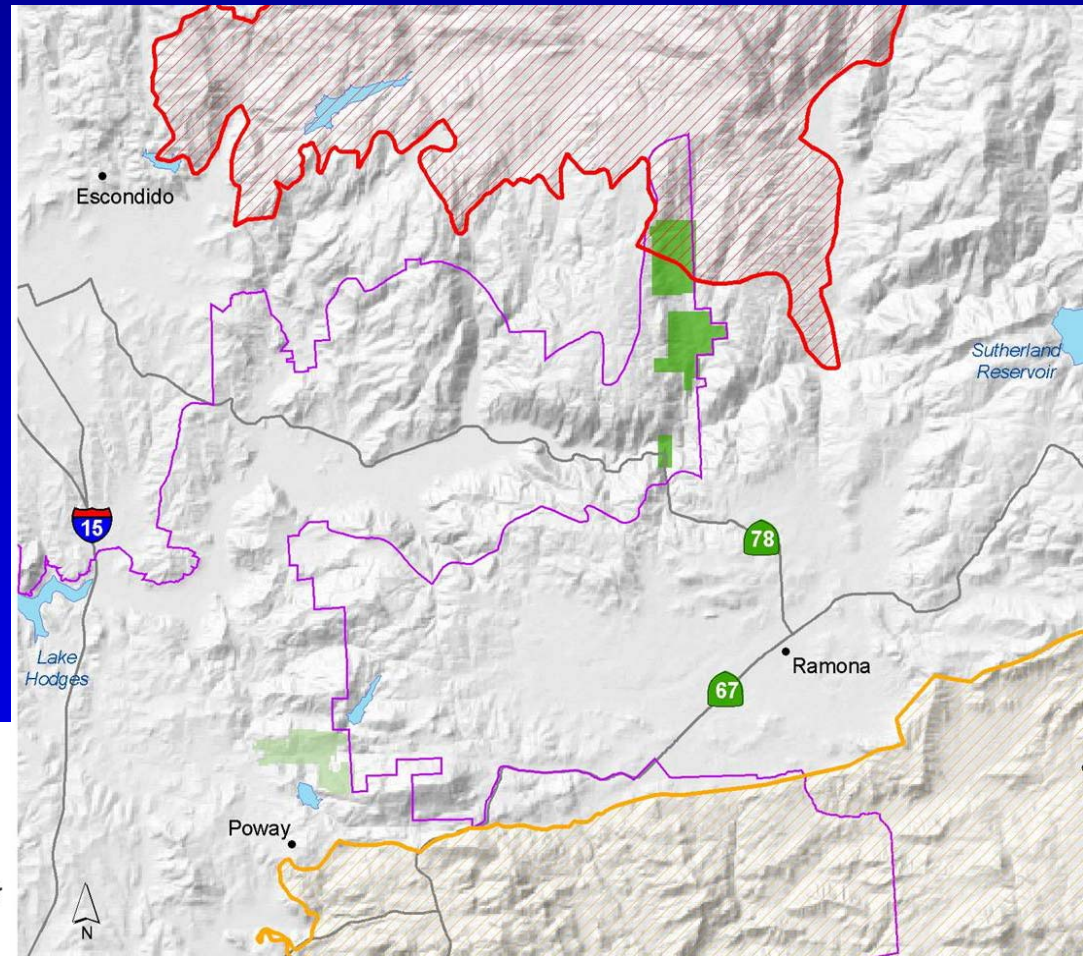 Escondido
Sutherland
Reservoir
15
78
Lake
Hodges
Ramona
67
Poway
N